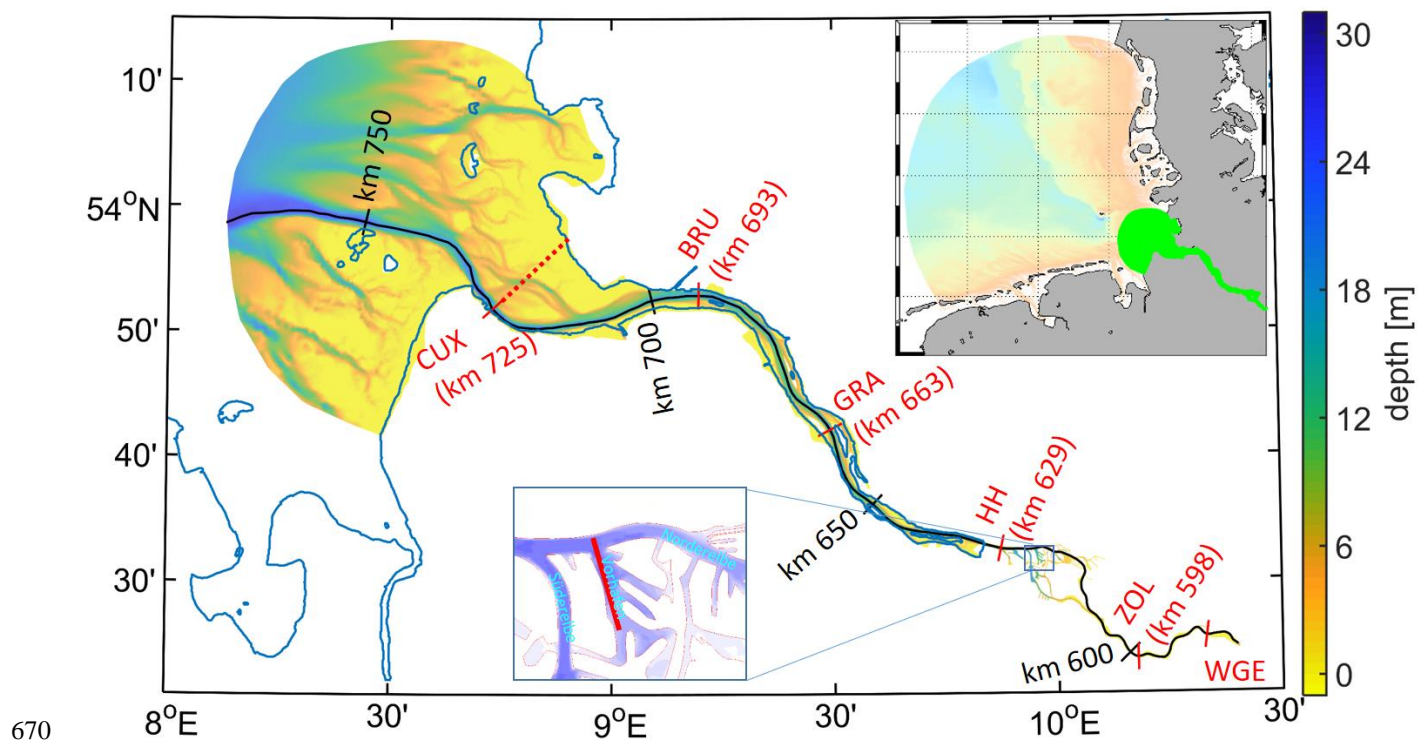 10'
54°N
50'
40'
30'
8°E
30'
9°E
30'
10°E
30'
km 750
CUX
(km 725)
km 700
BRU
(km 693)
GRA
(km 663)
km 650
HH
(km 629)
ZOL
(km 598)
km 600
WGE
Süderelbe
Norderelbe
30
24
18
12
6
0
depth [m]
670